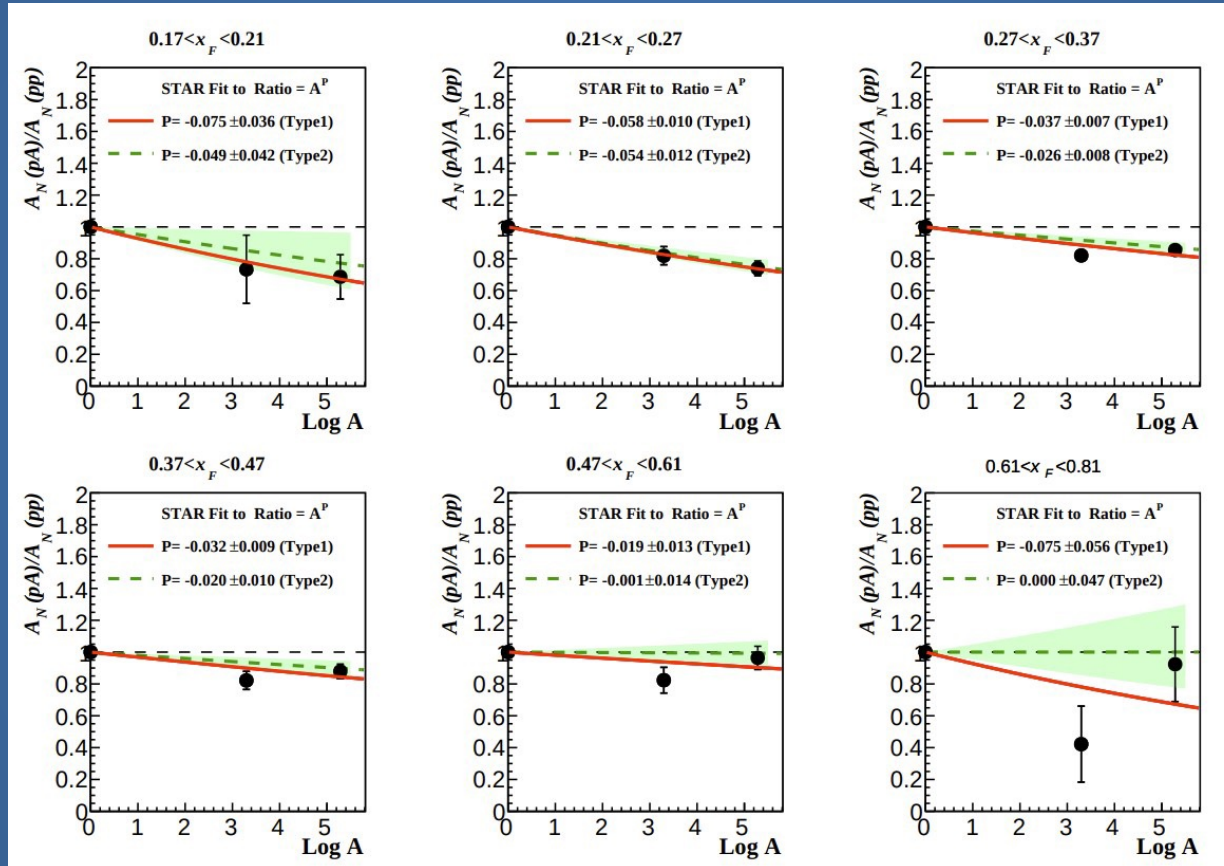 0.17<x_F<0.21
A_N (pA)/A_N (pp)
STAR Fit to Ratio = A^P
P= -0.075 ±0.036 (Type1)
P= -0.049 ±0.042 (Type2)
2
1.8
1.6
1.4
1.2
1
0.8
0.6
0.4
0.2
0
0 1 2 3 4 5
Log A
0.21<x_F<0.27
A_N (pA)/A_N (pp)
STAR Fit to Ratio = A^P
P= -0.058 ±0.010 (Type1)
P= -0.054 ±0.012 (Type2)
2
1.8
1.6
1.4
1.2
1
0.8
0.6
0.4
0.2
0
0 1 2 3 4 5
Log A
0.27<x_F<0.37
A_N (pA)/A_N (pp)
STAR Fit to Ratio = A^P
P= -0.037 ±0.007 (Type1)
P= -0.026 ±0.008 (Type2)
2
1.8
1.6
1.4
1.2
1
0.8
0.6
0.4
0.2
0
0 1 2 3 4 5
Log A
0.37<x_F<0.47
A_N (pA)/A_N (pp)
STAR Fit to Ratio = A^P
P= -0.032 ±0.009 (Type1)
P= -0.020 ±0.010 (Type2)
2
1.8
1.6
1.4
1.2
1
0.8
0.6
0.4
0.2
0
0 1 2 3 4 5
Log A
0.47<x_F<0.61
A_N (pA)/A_N (pp)
STAR Fit to Ratio = A^P
P= -0.019 ±0.013 (Type1)
P= -0.001 ±0.014 (Type2)
2
1.8
1.6
1.4
1.2
1
0.8
0.6
0.4
0.2
0
0 1 2 3 4 5
Log A
0.61<x_F<0.81
A_N (pA)/A_N (pp)
STAR Fit to Ratio = A^P
P= -0.075 ±0.056 (Type1)
P= 0.000 ±0.047 (Type2)
2
1.8
1.6
1.4
1.2
1
0.8
0.6
0.4
0.2
0
0 1 2 3 4 5
Log A